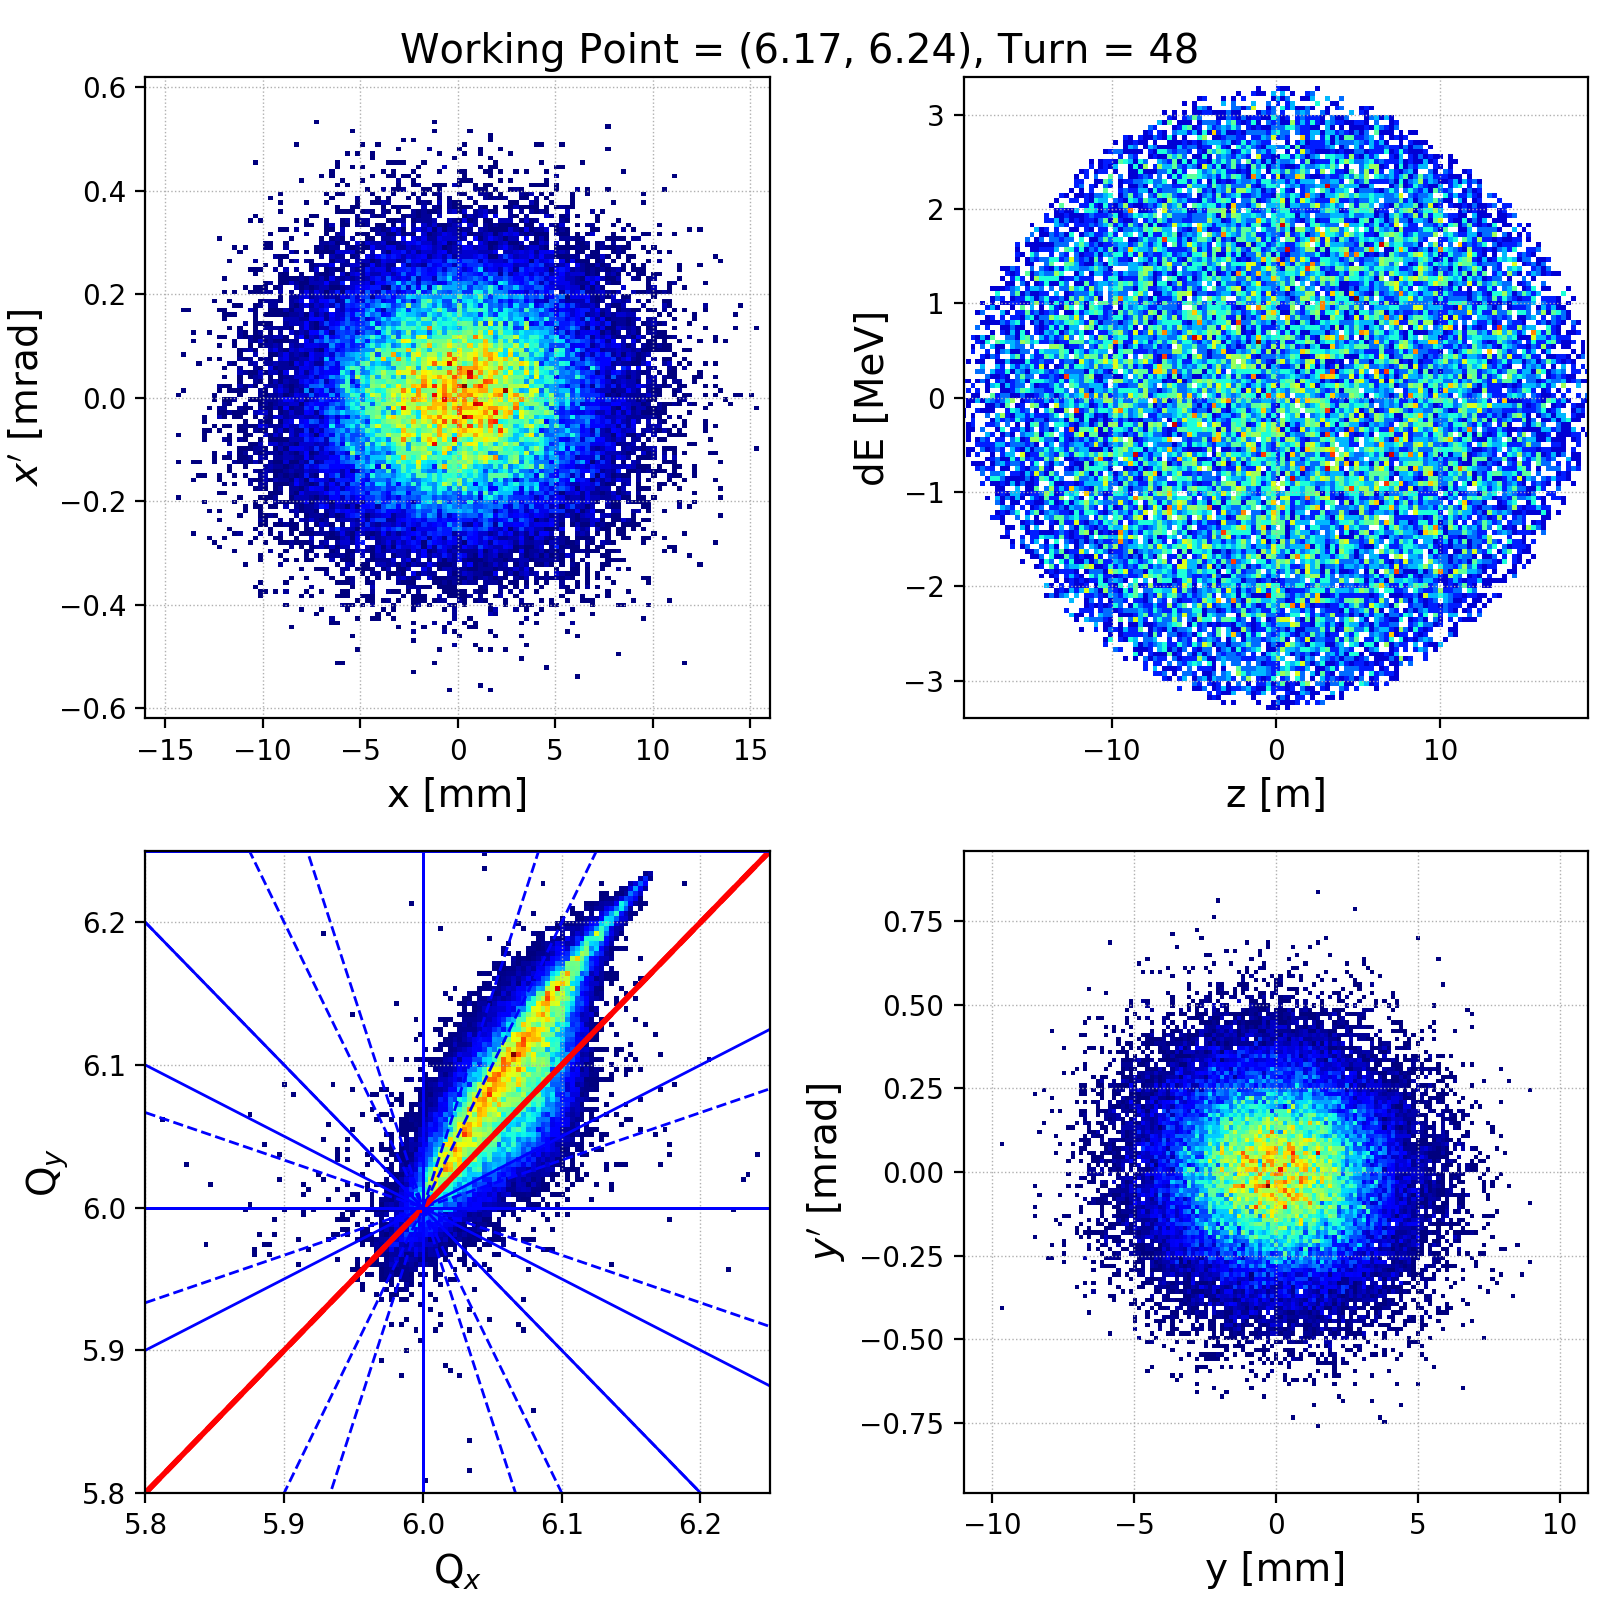 Working Point = (6.17, 6.24), Turn = 48
0.6
0.4
0.2
0.0
−0.2
−0.4
−0.6
x′ [mrad]
−15 −10 −5 0 5 10 15
x [mm]
3
2
1
0
−1
−2
−3
dE [MeV]
−10 0 10
z [m]
6.2
6.1
6.0
5.9
5.8
Qy
5.8 5.9 6.0 6.1 6.2
Qx
0.75
0.50
0.25
0.00
−0.25
−0.50
−0.75
y′ [mrad]
−10 −5 0 5 10
y [mm]